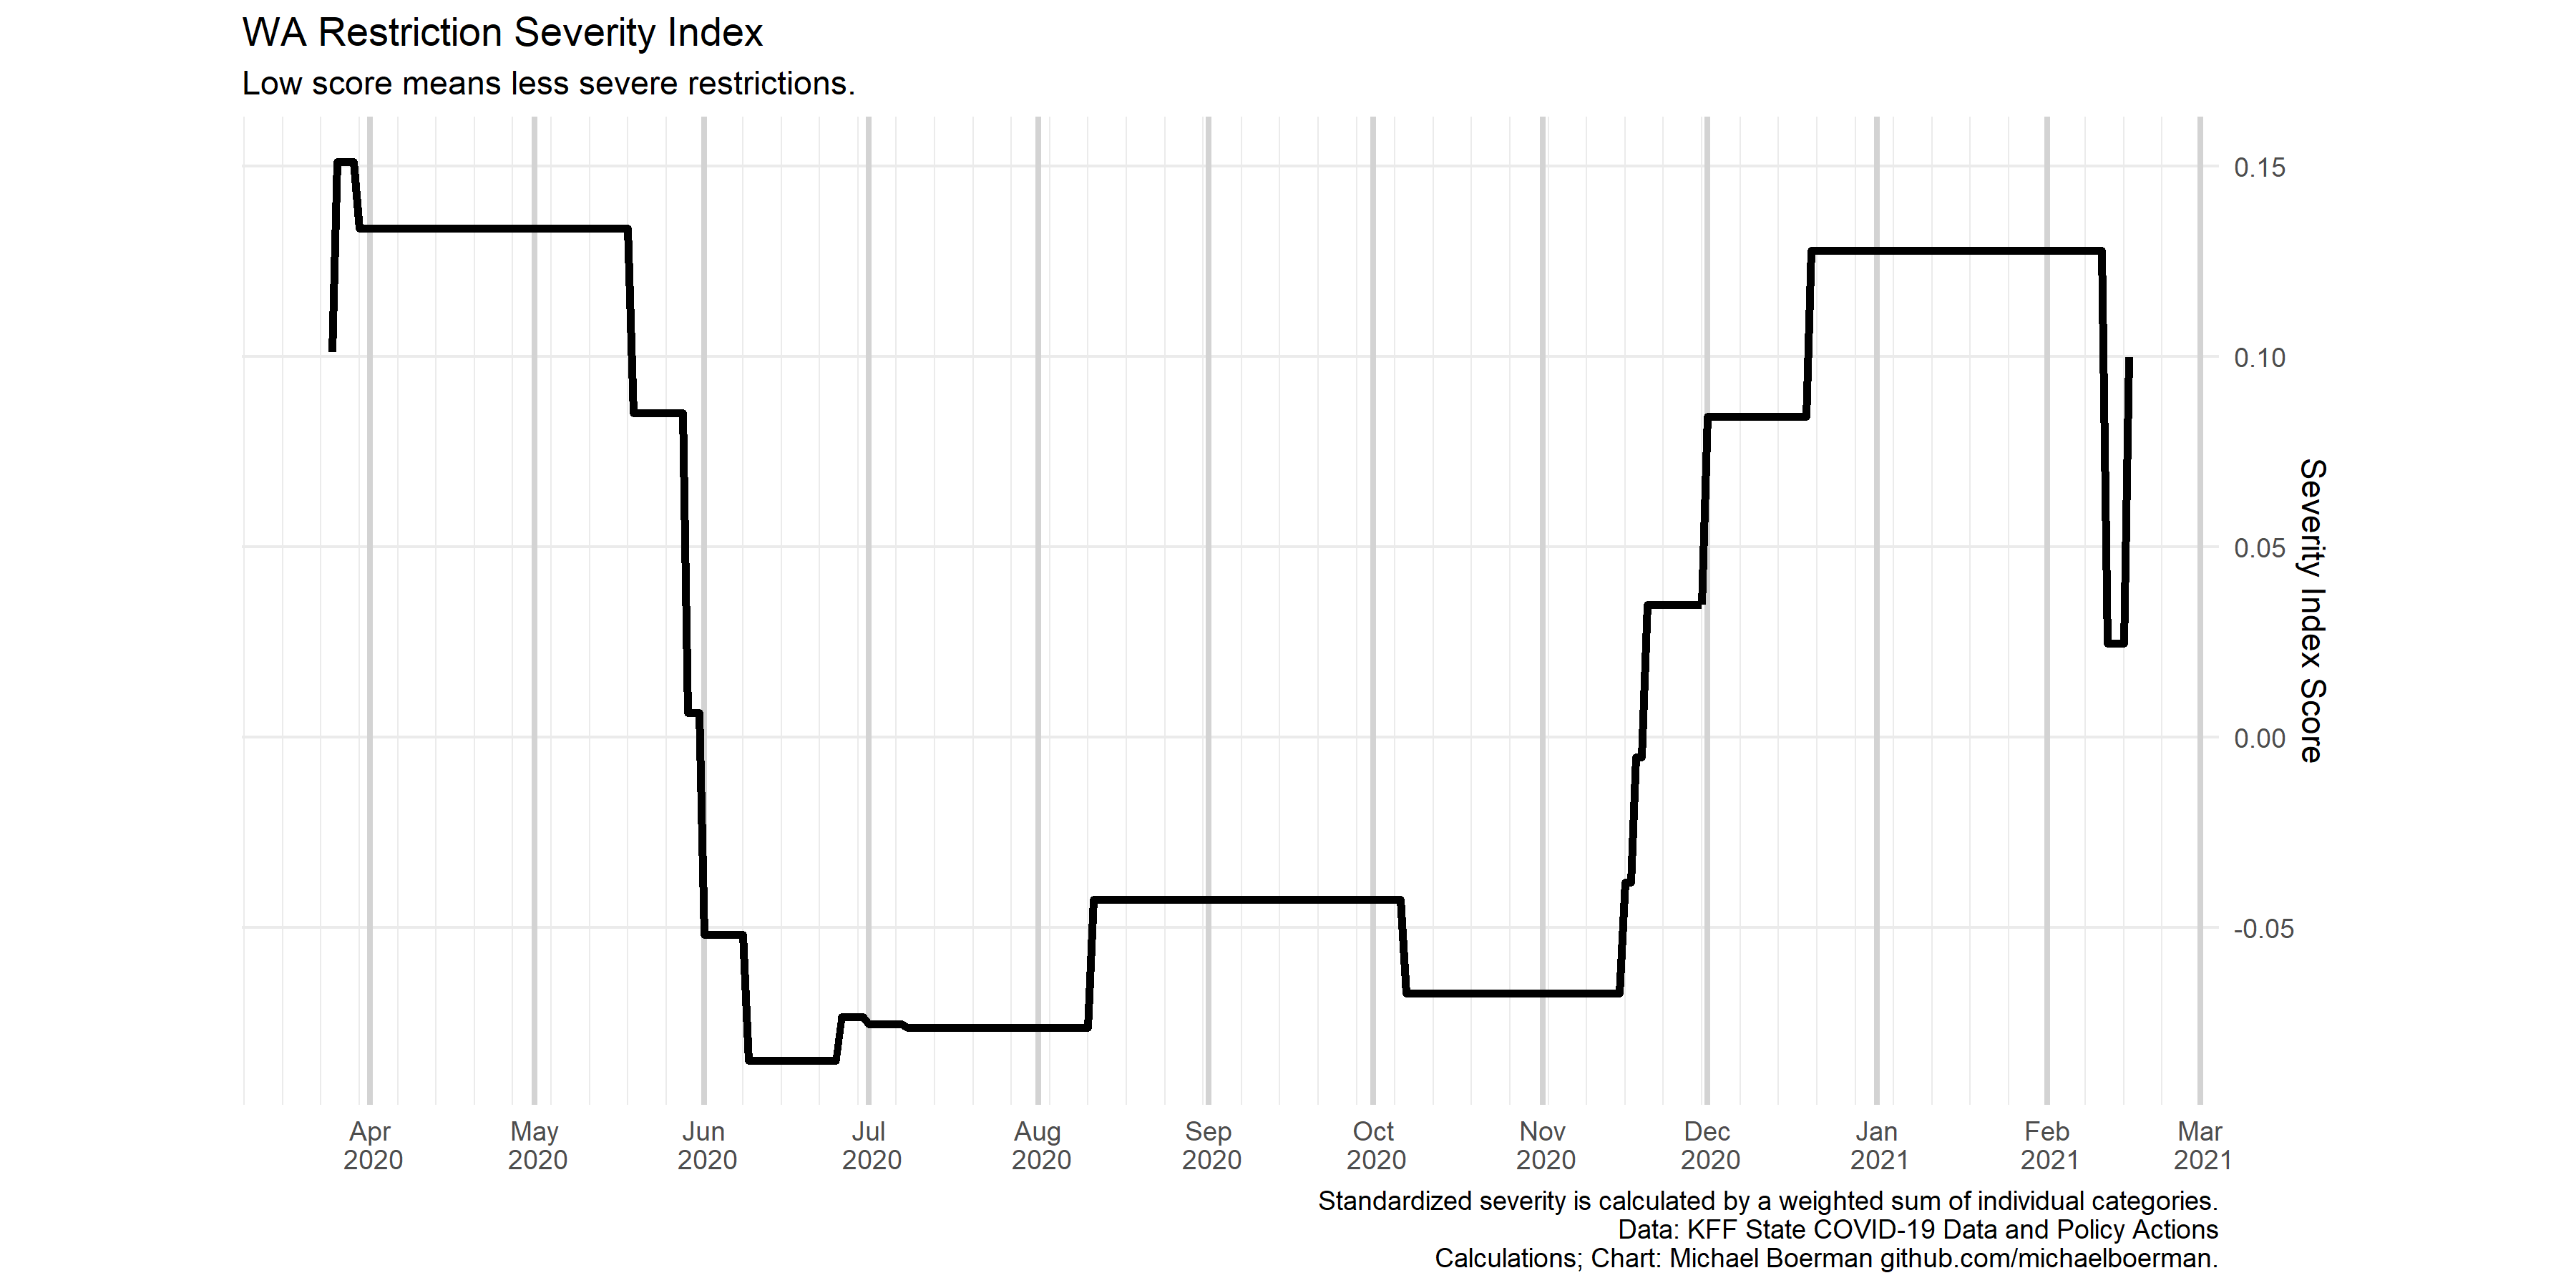 WA Restriction Severity Index
Low score means less severe restrictions.
0.15
0.10
0.05
0.00
-0.05
Severity Index Score
Apr May Jun Jul Aug Sep Oct Nov Dec Jan Feb Mar
2020 2020 2020 2020 2020 2020 2020 2020 2020 2021 2021 2021
Standardized severity is calculated by a weighted sum of individual categories.
Data: KFF State COVID-19 Data and Policy Actions
Calculations; Chart: Michael Boerman github.com/michaelboerman.